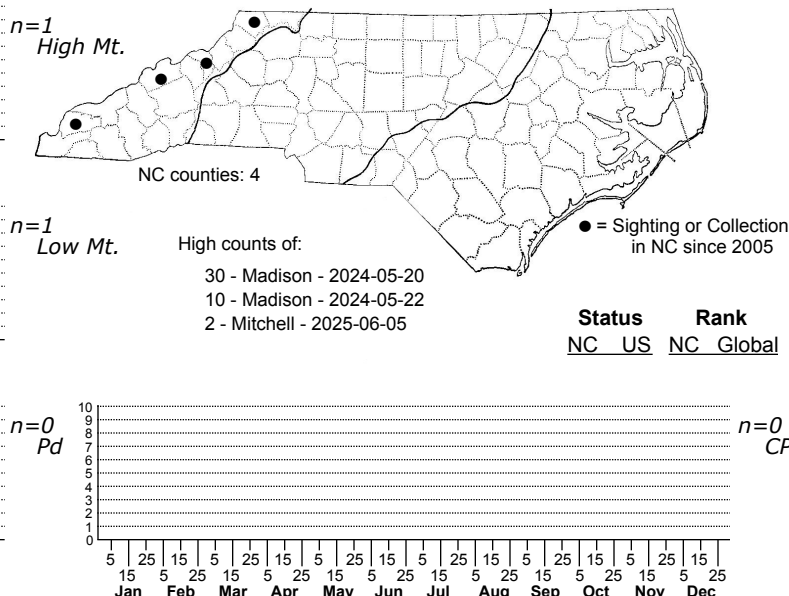 n=1
High Mt.
NC counties: 4
n=1
Low Mt.
High counts of:
30 - Madison - 2024-05-20
10 - Madison - 2024-05-22
2 - Mitchell - 2025-06-05
● = Sighting or Collection
in NC since 2005
Status Rank
NC US NC Global
n=0
Pd
10
9
8
7
6
5
4
3
2
1
0
n=0
CP
5 25 15 5 25 15 5 25 15 5 25 15 5 25 15 5 25 15
15 5 25 15 5 25 15 5 25 15 5 25 15 5 25 15 5 25
Jan Feb Mar Apr May Jun Jul Aug Sep Oct Nov Dec